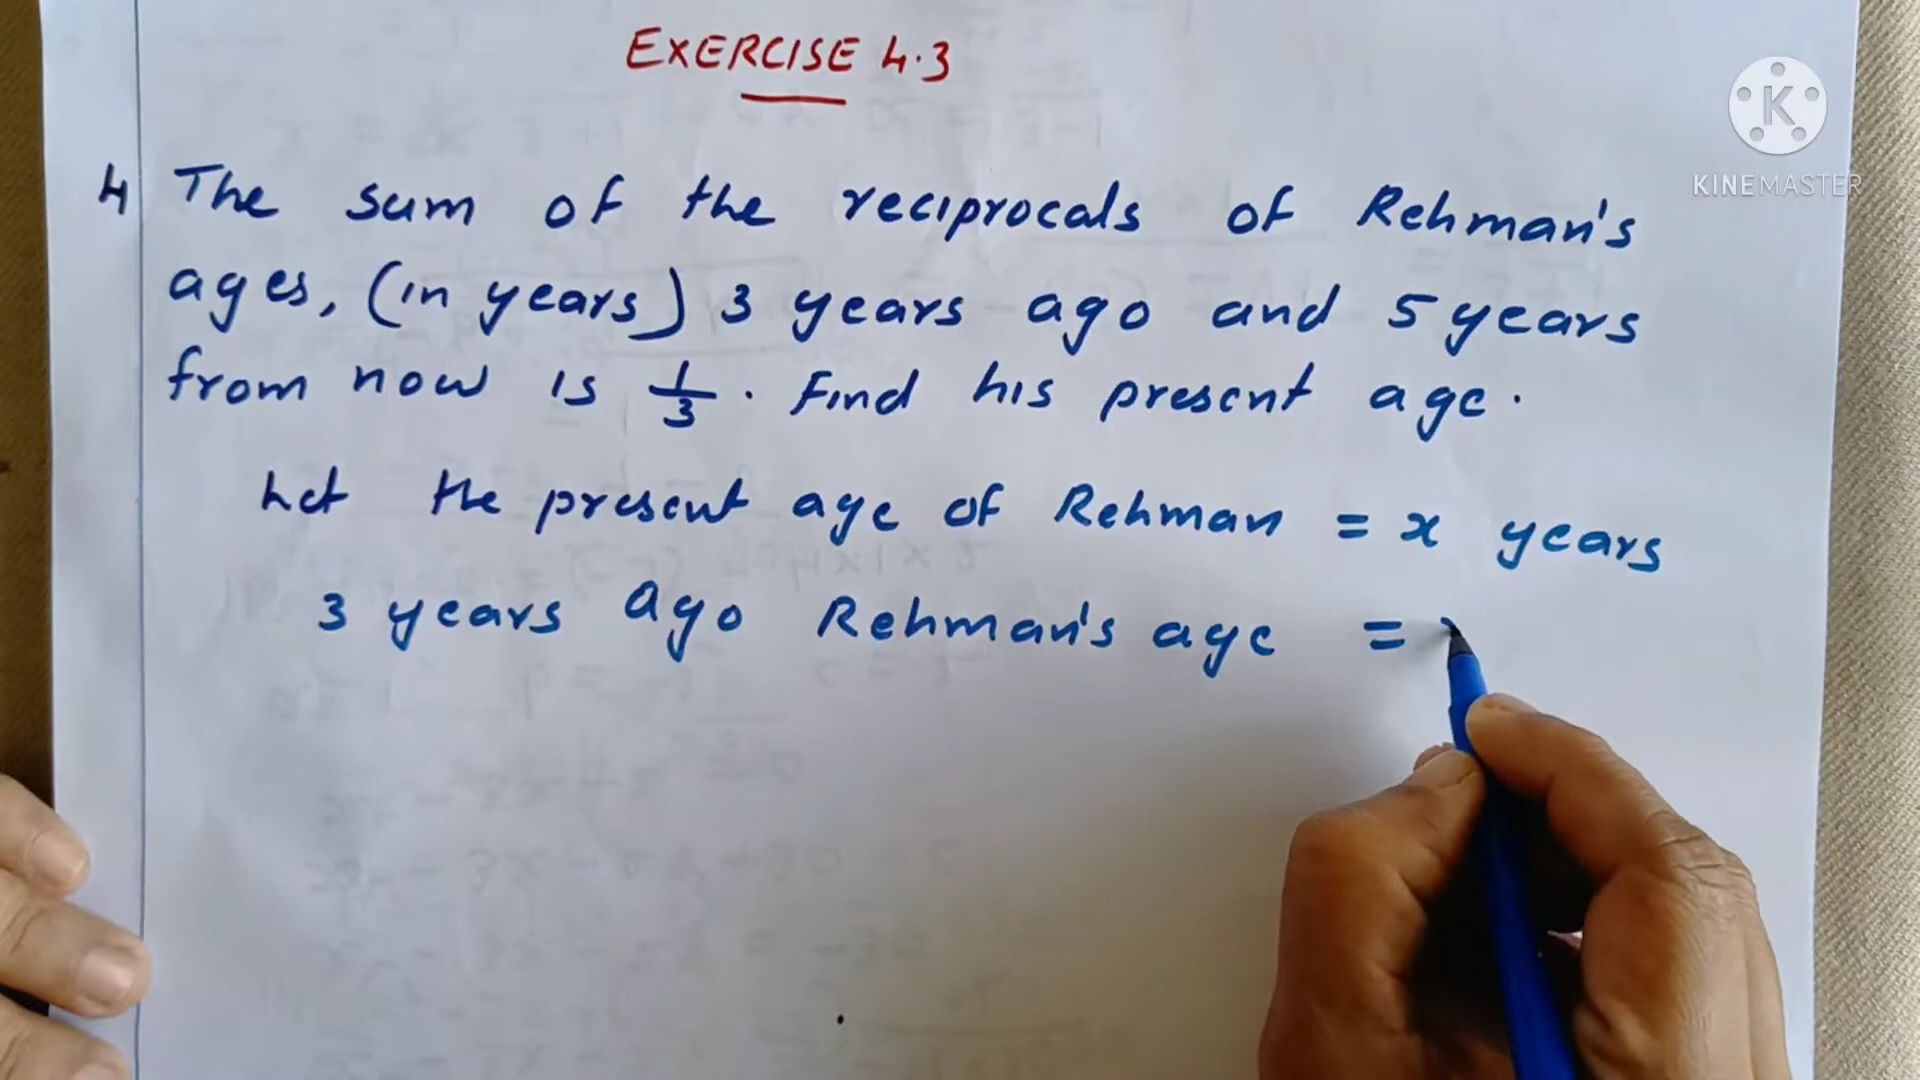 EXERCISE 4.3
KINEMASTER
4 The sum of the reciprocals of Rehman's
ages, (in years) 3 years ago and 5 years
from now is 1/3. Find his present age.
Let the present age of Rehman = x years
3 years ago Rehman's age =